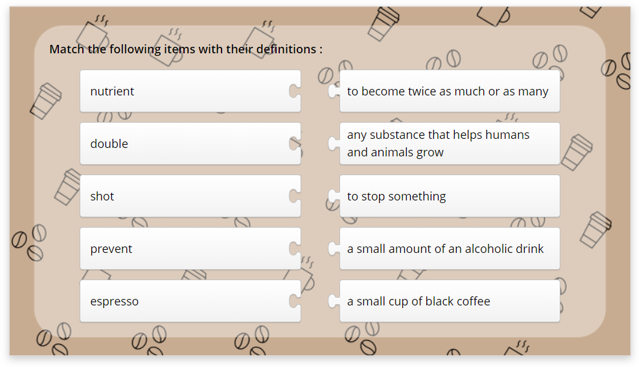 Match the following items with their definitions :
nutrient
to become twice as much or as many
double
any substance that helps humans
and animals grow
shot
to stop something
prevent
a small amount of an alcoholic drink
espresso
a small cup of black coffee